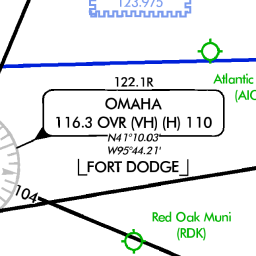 123.975
122.1R
Atlantic
(AIO
OMAHA
116.3 OVR (VH) (H) 110
N41°10.03'
W95°44.21'
FORT DODGE
104
Red Oak Muni
(RDK)